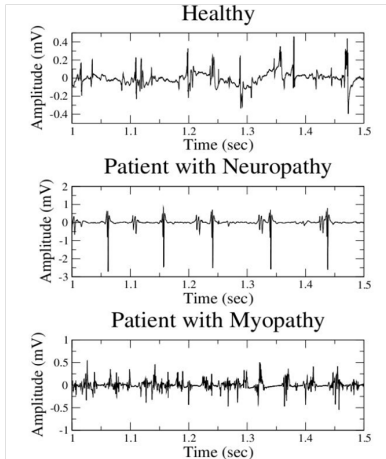 Healthy
Amplitude (mV)
0.4
0.2
0
-0.2
-0.4
1 1.1 1.2 1.3 1.4 1.5
Time (sec)
Patient with Neuropathy
Amplitude (mV)
2
1
0
-1
-2
-3
1 1.1 1.2 1.3 1.4 1.5
Time (sec)
Patient with Myopathy
Amplitude (mV)
1
0.5
0
-0.5
-1
1 1.1 1.2 1.3 1.4 1.5
Time (sec)